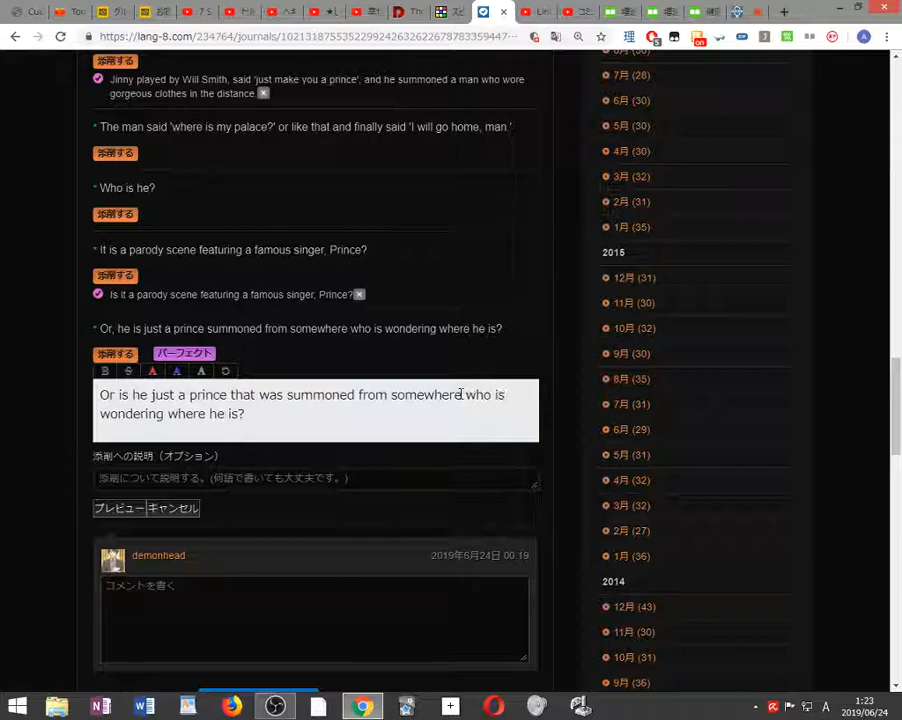 https://lang-8.com/234764/journals/10213187553529924263262267878335944​7···
添削する
Jinny played by Will Smith, said 'just make you a prince', and he summoned a man who wore
gorgeous clothes in the distance.
* The man said 'where is my palace?' or like that and finally said 'I will go home, man.'
添削する
* Who is he?
添削する
* It is a parody scene featuring a famous singer, Prince?
添削する
Is it a parody scene featuring a famous singer, Prince?
* Or, he is just a prince summoned from somewhere who is wondering where he is?
添削する パーフェクト
B S A A A
Or is he just a prince that was summoned from somewhere who is
wondering where he is?
添削への説明（オプション）
添削について説明する。(何語で書いても大丈夫です。)
プレビュー キャンセル
demonhead 2019年6月24日 00:19
コメントを書く
7月 (28)
6月 (30)
5月 (30)
4月 (30)
3月 (32)
2月 (31)
1月 (35)
2015
12月 (31)
11月 (30)
10月 (32)
9月 (30)
8月 (35)
7月 (31)
6月 (29)
5月 (31)
4月 (32)
3月 (32)
2月 (27)
1月 (36)
2014
12月 (43)
11月 (30)
10月 (31)
9月 (36)
A 1:23
2019/06/24